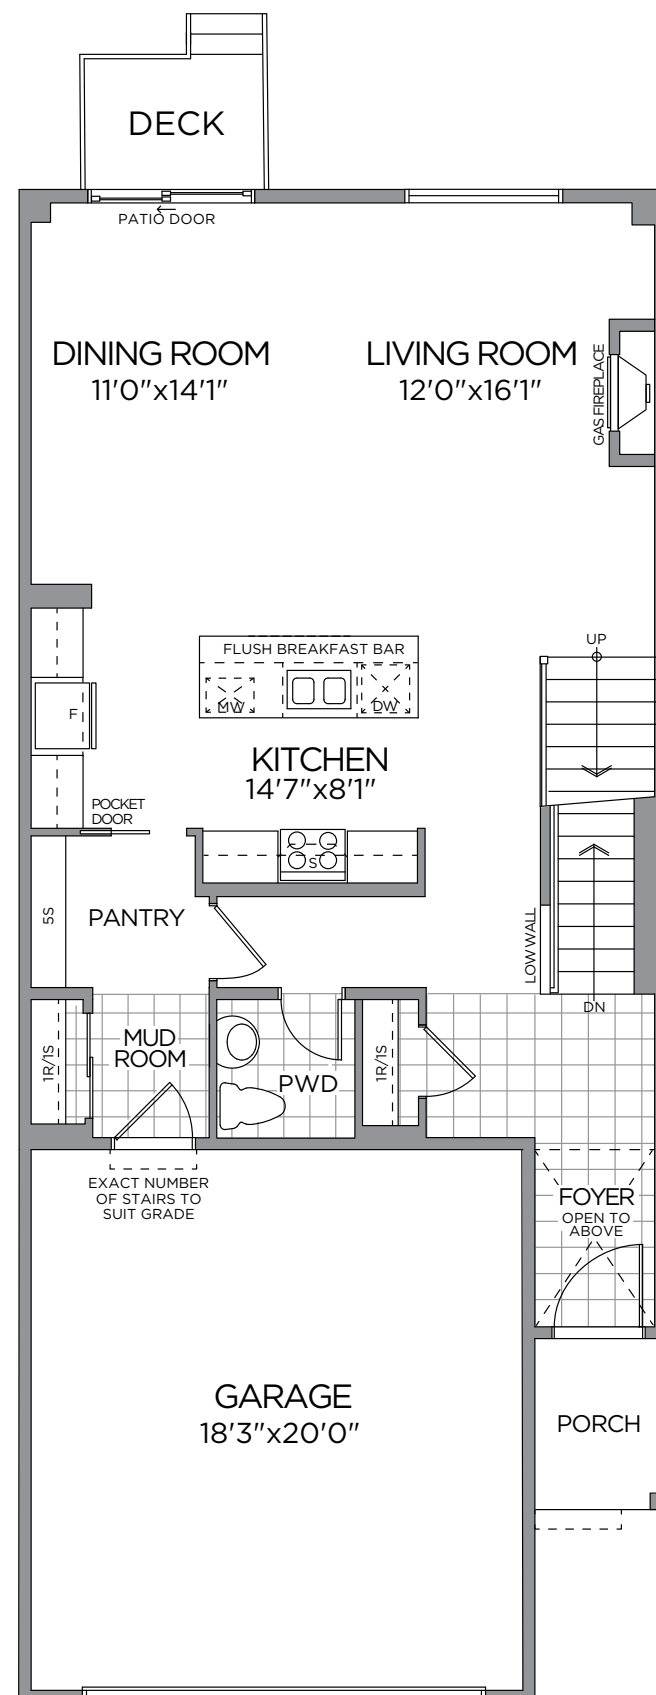 DECK
PATIO DOOR
DINING ROOM
11'0"x14'1"
LIVING ROOM
12'0"x16'1"
GAS FIREPLACE
UP
FLUSH BREAKFAST BAR
MW
DW
F
KITCHEN
14'7"x8'1"
POCKET
DOOR
S
5S
PANTRY
LOW WALL
DN
1R/1S
MUD
ROOM
PWD
1R/1S
EXACT NUMBER
OF STAIRS TO
SUIT GRADE
FOYER
OPEN TO
ABOVE
GARAGE
18'3"x20'0"
PORCH